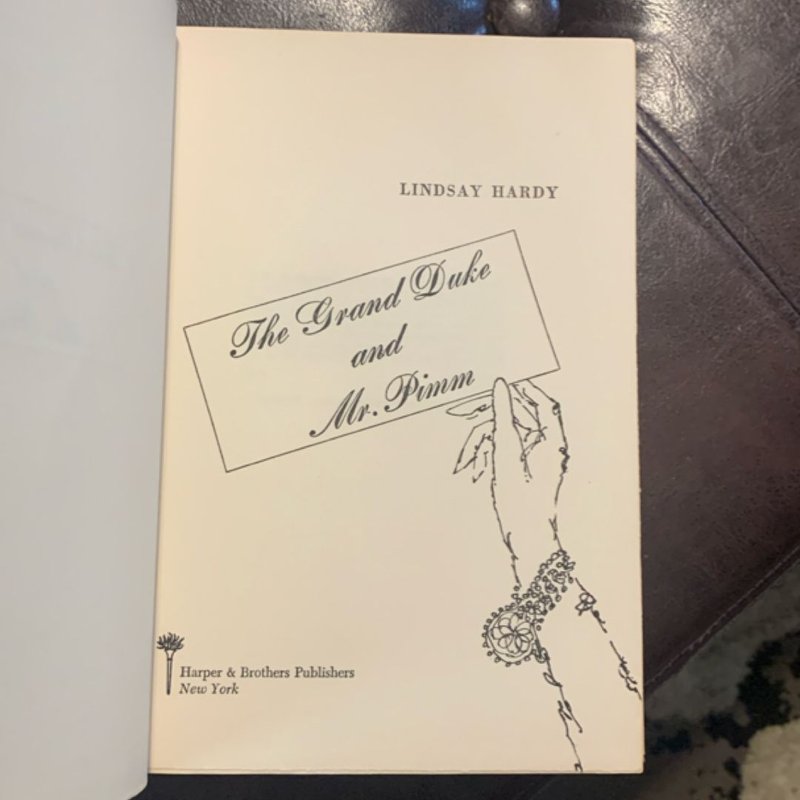 LINDSAY HARDY
The Grand Duke
and
Mr. Pimm
Harper & Brothers Publishers
New York